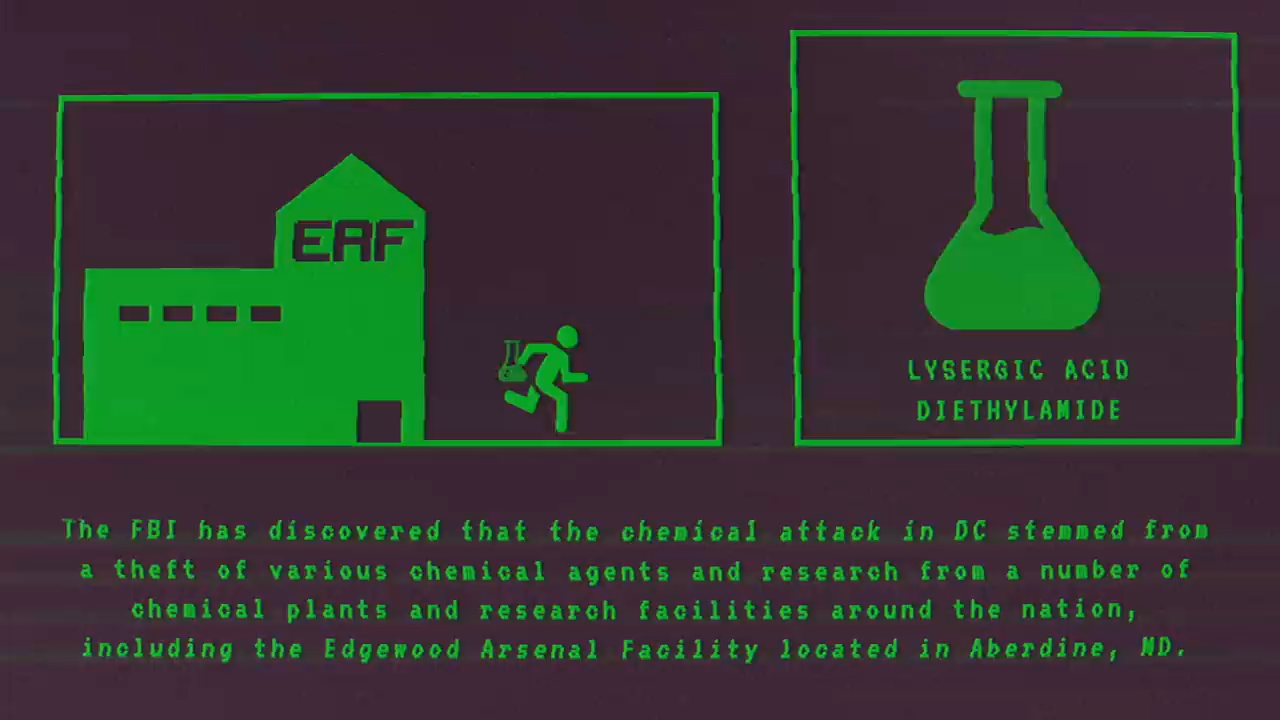 EAF
LYSERGIC ACID
DIETHYLAMIDE
The FBI has discovered that the chemical attack in DC stemmed from
a theft of various chemical agents and research from a number of
chemical plants and research facilities around the nation,
including the Edgewood Arsenal Facility located in Aberdine, MD.